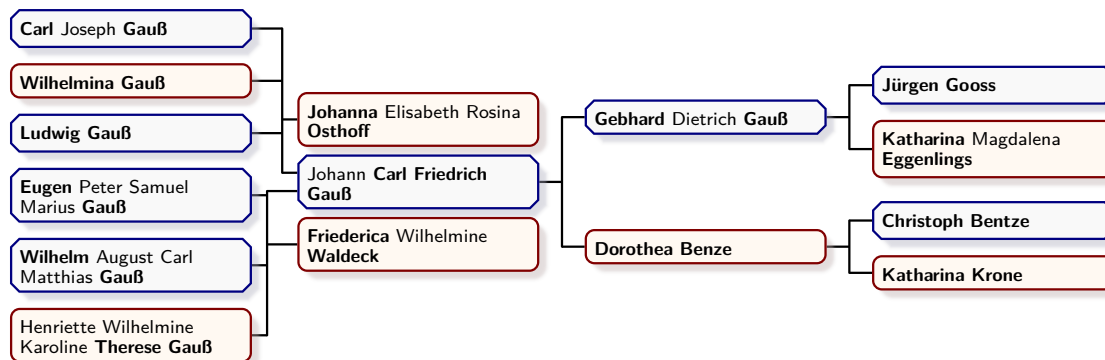 Carl Joseph Gauß
Wilhelmina Gauß
Ludwig Gauß
Eugen Peter Samuel
Marius Gauß
Wilhelm August Carl
Matthias Gauß
Henriette Wilhelmine
Karoline Therese Gauß
Johanna Elisabeth Rosina
Osthoff
Johann Carl Friedrich
Gauß
Friederica Wilhelmine
Waldeck
Gebhard Dietrich Gauß
Dorothea Benze
Jürgen Gooss
Katharina Magdalena
Eggenlings
Christoph Bentze
Katharina Krone